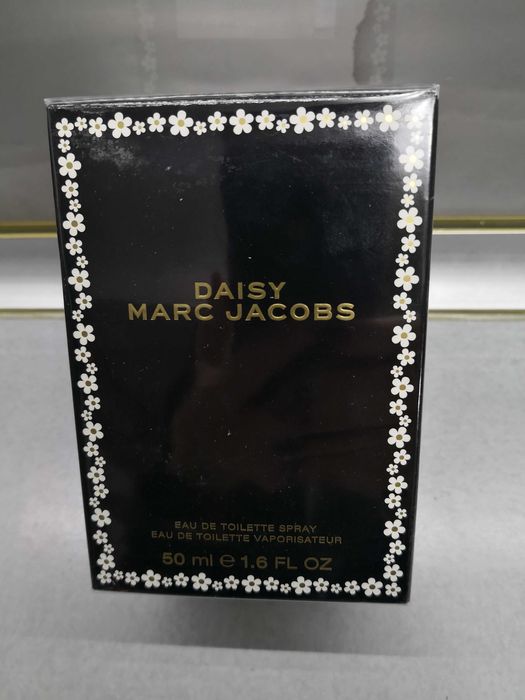 DAISY
MARC JACOBS
EAU DE TOILETTE SPRAY
EAU DE TOILETTE VAPORISATEUR
50 ml ℮ 1.6 FL OZ